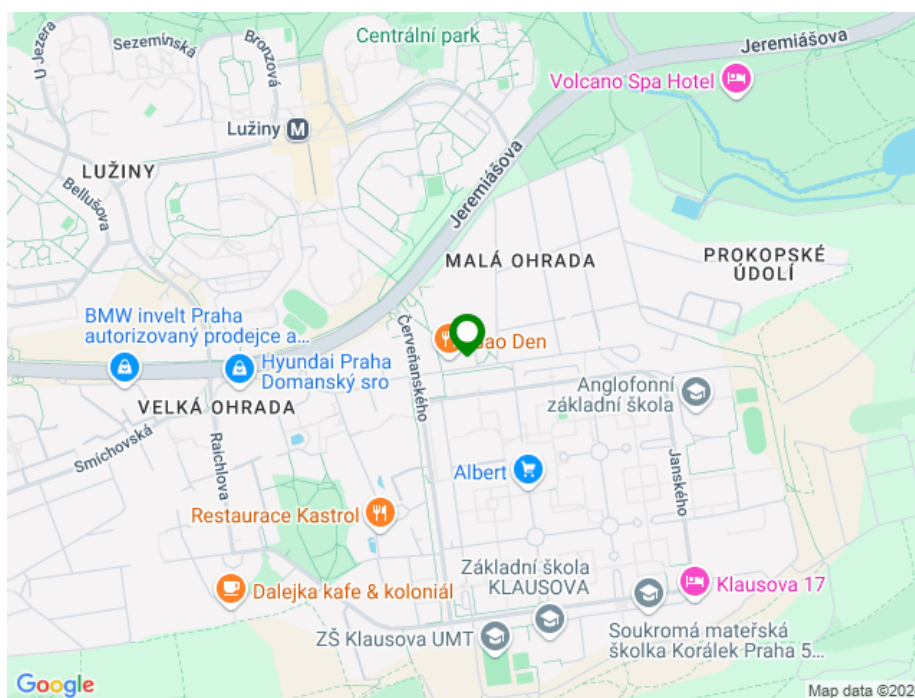 Centrální park
Jeremiášova
U Jezera
Sezemínská
Bronzová
Volcano Spa Hotel
Lužiny
M
LUŽINY
Bellušova
Jeremiášova
MALÁ OHRADA
PROKOPSKÉ
ÚDOLÍ
BMW invelt Praha
autorizovaný prodejce a...
Červeňanského
Den
Hyundai Praha
Domanský sro
Anglofonní
základní škola
VELKÁ OHRADA
Smichovská
Raichlova
Albert
Janského
Restaurace Kastrol
Základní škola
KLAUSOVA
Dalejka kafe & koloniál
Klausova 17
ZŠ Klausova UMT
Soukromá mateřská
školka Korálek Praha 5...
Google
Map data ©202